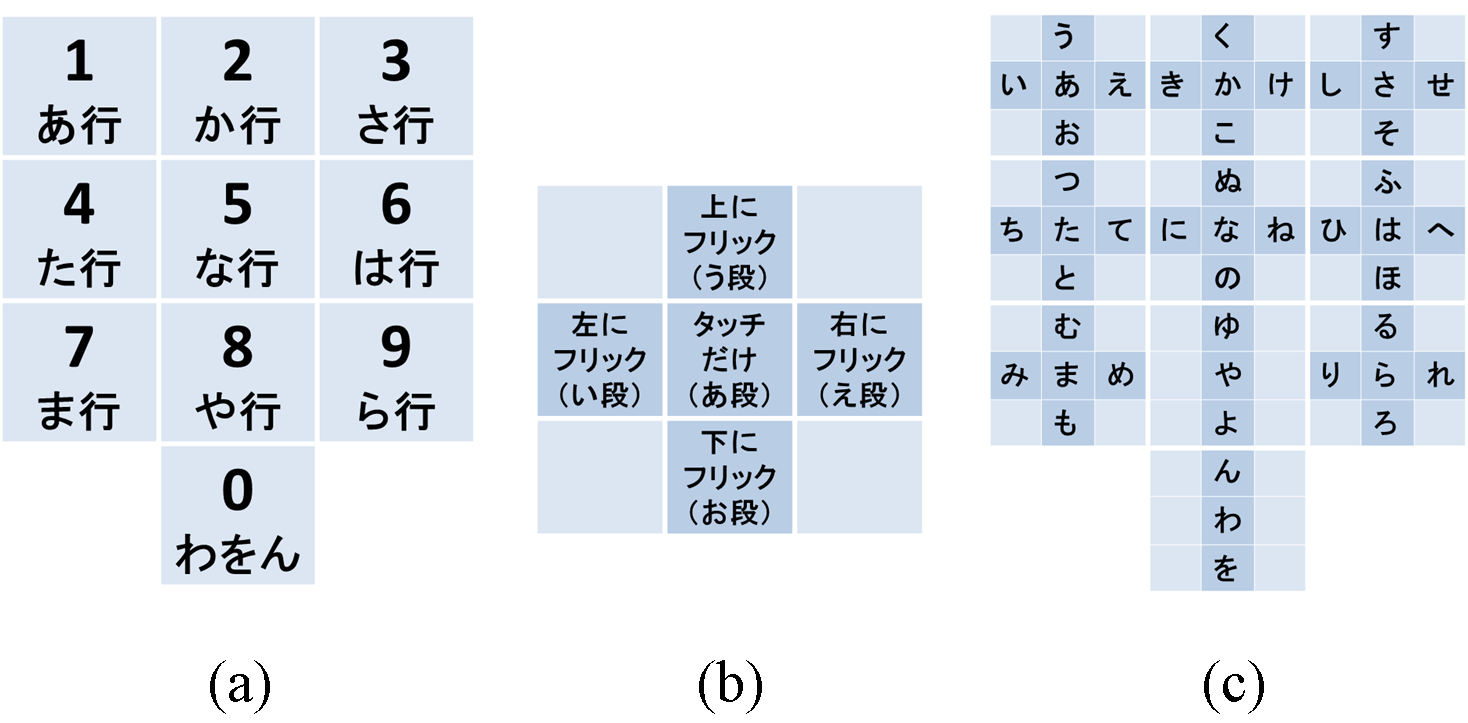 1 2 3
あ行 か行 さ行
4 5 6
た行 な行 は行
7 8 9
ま行 や行 ら行
0
わをん
(a)
上に
フリック
(う段)
左に タッチ 右に
フリック だけ フリック
(い段) (あ段) (え段)
下に
フリック
(お段)
(b)
う く す
い あ え き か け し さ せ
お こ そ
つ ぬ ふ
ち た て に な ね ひ は へ
と の ほ
む ゆ る
み ま め や り ら れ
も よ ろ
ん
わ
を
(c)